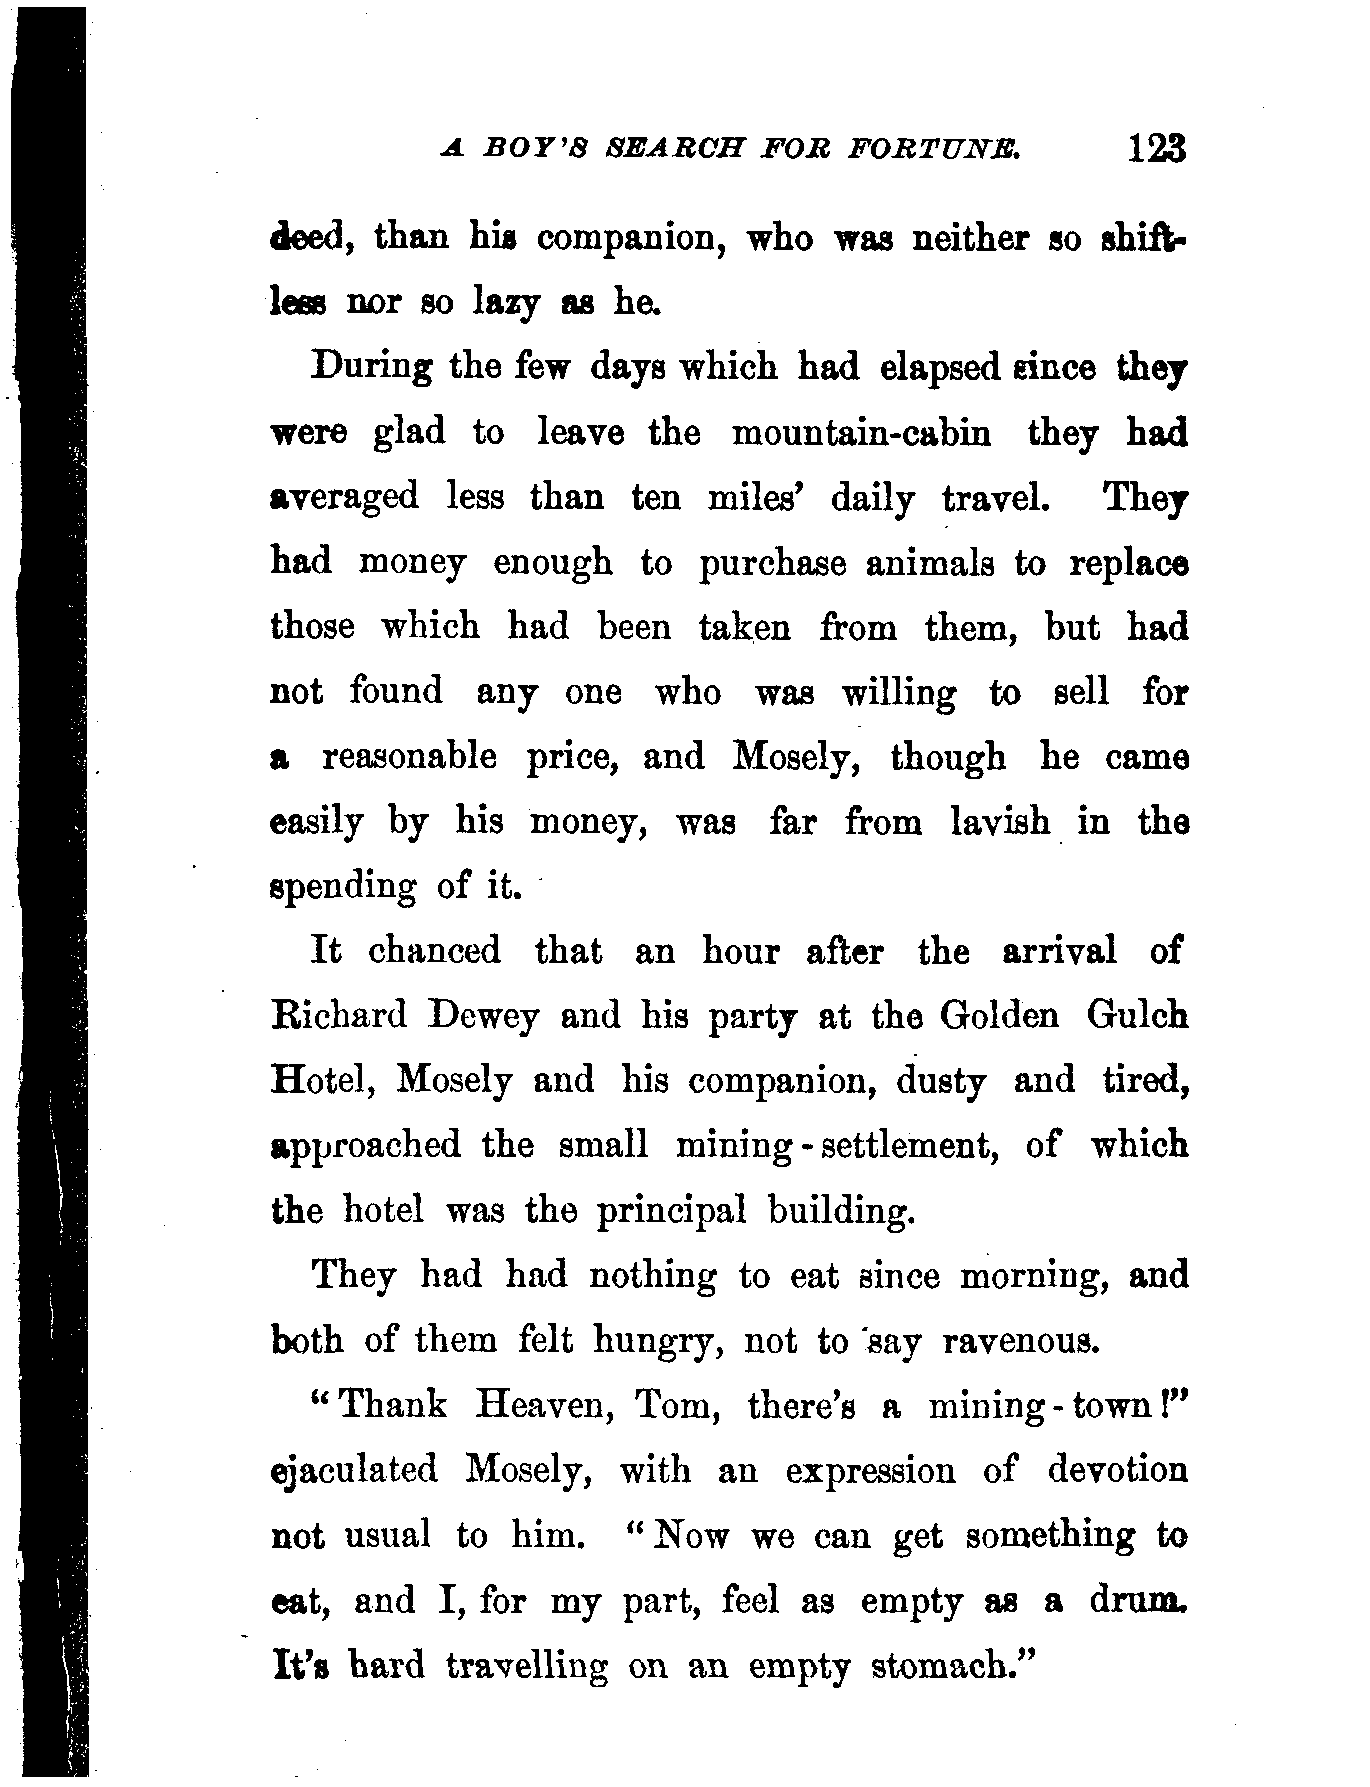 A BOY'S SEARCH FOR FORTUNE. 123
deed, than his companion, who was neither so shift-
less nor so lazy as he.
During the few days which had elapsed since they
were glad to leave the mountain-cabin they had
averaged less than ten miles' daily travel. They
had money enough to purchase animals to replace
those which had been taken from them, but had
not found any one who was willing to sell for
a reasonable price, and Mosely, though he came
easily by his money, was far from lavish in the
spending of it.
It chanced that an hour after the arrival of
Richard Dewey and his party at the Golden Gulch
Hotel, Mosely and his companion, dusty and tired,
approached the small mining-settlement, of which
the hotel was the principal building.
They had had nothing to eat since morning, and
both of them felt hungry, not to say ravenous.
"Thank Heaven, Tom, there's a mining-town!"
ejaculated Mosely, with an expression of devotion
not usual to him. "Now we can get something to
eat, and I, for my part, feel as empty as a drum.
It's hard travelling on an empty stomach."